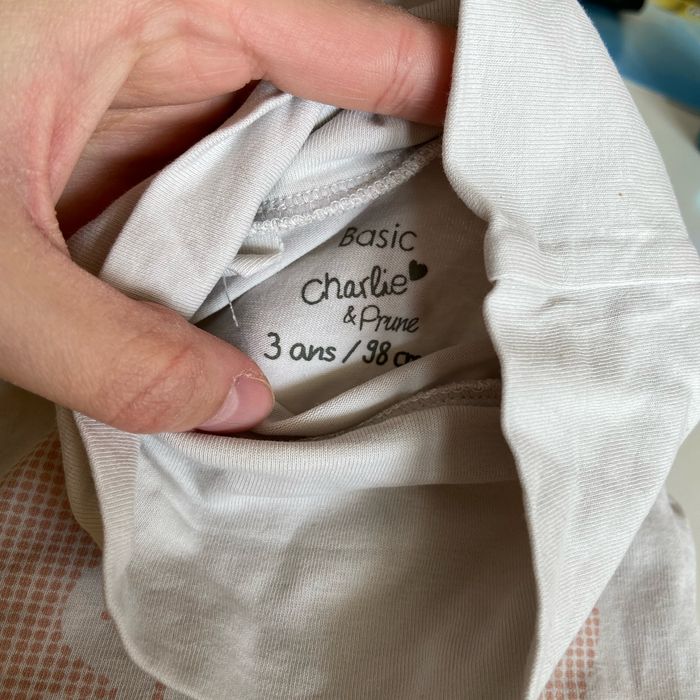 Basic
Charlie
& Prune
3 ans / 98